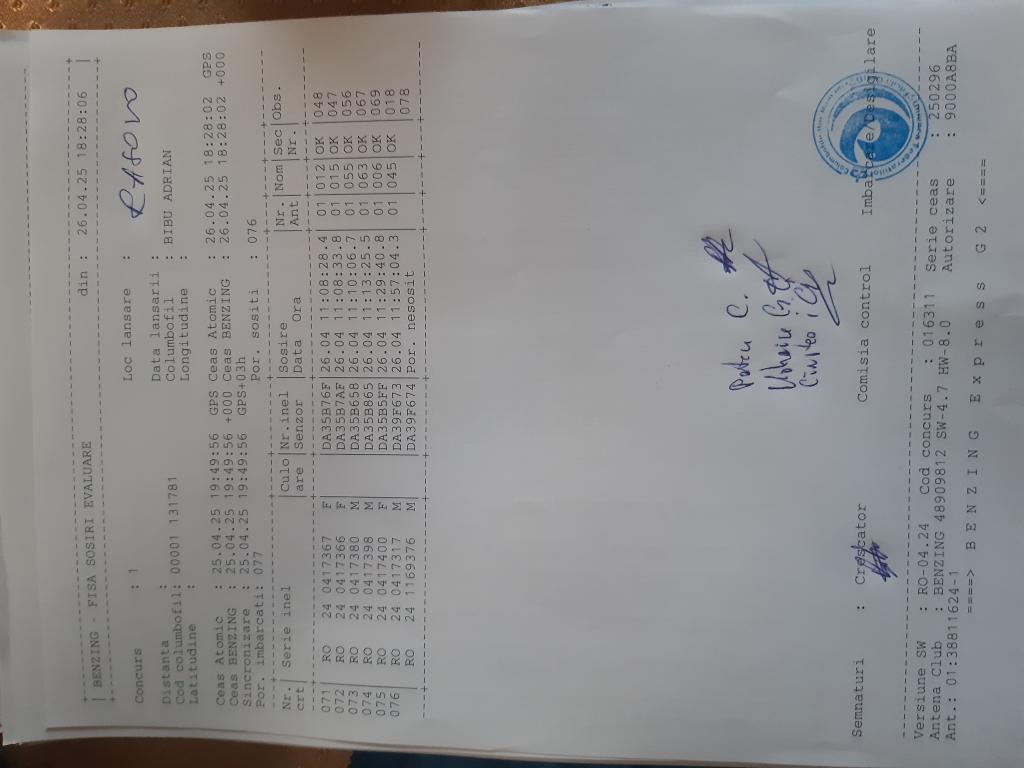 +--------------------------------------------------------------------------+
| BENZING - FISA SOSIRI EVALUARE din : 26.04.25 18:28:06 |
+--------------------------------------------------------------------------+
Concurs : 1 Loc lansare :
Distanta : Data lansarii :
Cod columbofil: 00001 131781 Columbofil : BIBU ADRIAN
Latitudine : Longitudine :
Ceas Atomic : 25.04.25 19:49:56 GPS Ceas Atomic : 26.04.25 18:28:02 GPS
Ceas BENZING : 25.04.25 19:49:56 +000 Ceas BENZING : 26.04.25 18:28:02 +000
Sincronizare : 25.04.25 19:49:56 GPS+03h
Por. imbarcati: 077 Por. sositi : 076
Nr.| Serie inel |Culo|Nr.inel |Sosire |Nr.|Nom|Sec|Obs.
crt| |are |Senzor |Data Ora |Ant| |Nr.|
071| RO 24 0417367 F| |DA35B76F|26.04 11:08:28.4| 01|012|OK |048
072| RO 24 0417366 F| |DA35B7AF|26.04 11:08:33.8| 01|015|OK |047
073| RO 24 0417380 M| |DA35B658|26.04 11:10:06.7| 01|055|OK |056
074| RO 24 0417398 M| |DA35B865|26.04 11:13:25.5| 01|063|OK |067
075| RO 24 0417400 F| |DA35B5FF|26.04 11:29:40.8| 01|006|OK |069
076| RO 24 0417317 M| |DA39F673|26.04 11:57:04.3| 01|045|OK |018
| RO 24 1169376 M| |DA39F674|Por. nesosit | | | |078
Semnaturi : Crescator Comisia control Imbarcare/Desigilare
Versiune SW : RO-04.24 Cod concurs : 016311 Serie ceas : 250296
Antena Club : BENZING 48909812 SW-4.7 HW-8.0 Autorizare : 9000A8BA
Ant.: 01:38811624-1
====> B E N Z I N G E x p r e s s G 2 <====